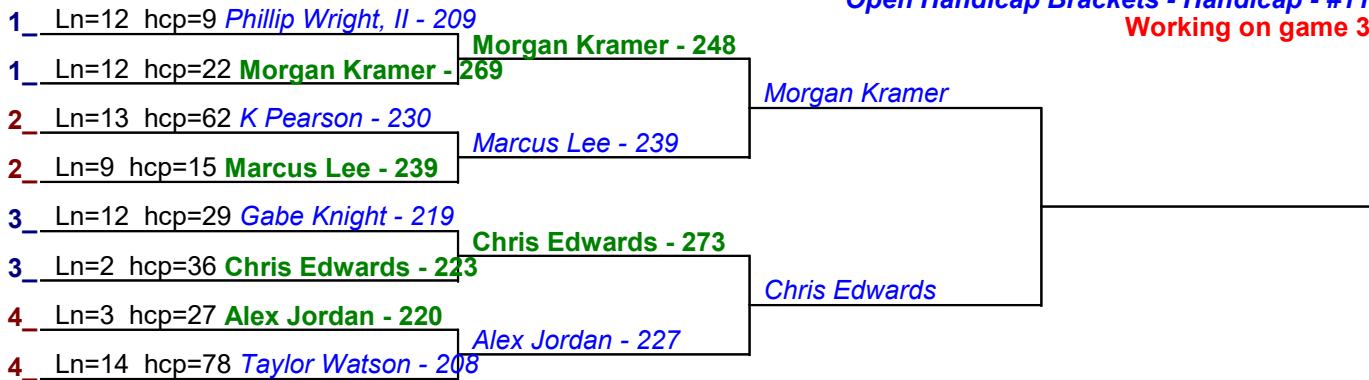 Open Handicap Brackets - Handicap - #11
Working on game 3
1_ Ln=12 hcp=9 Phillip Wright, II - 209
Morgan Kramer - 248
1_ Ln=12 hcp=22 Morgan Kramer - 269
Morgan Kramer
2_ Ln=13 hcp=62 K Pearson - 230
Marcus Lee - 239
2_ Ln=9 hcp=15 Marcus Lee - 239
3_ Ln=12 hcp=29 Gabe Knight - 219
Chris Edwards - 273
3_ Ln=2 hcp=36 Chris Edwards - 223
Chris Edwards
4_ Ln=3 hcp=27 Alex Jordan - 220
Alex Jordan - 227
4_ Ln=14 hcp=78 Taylor Watson - 208